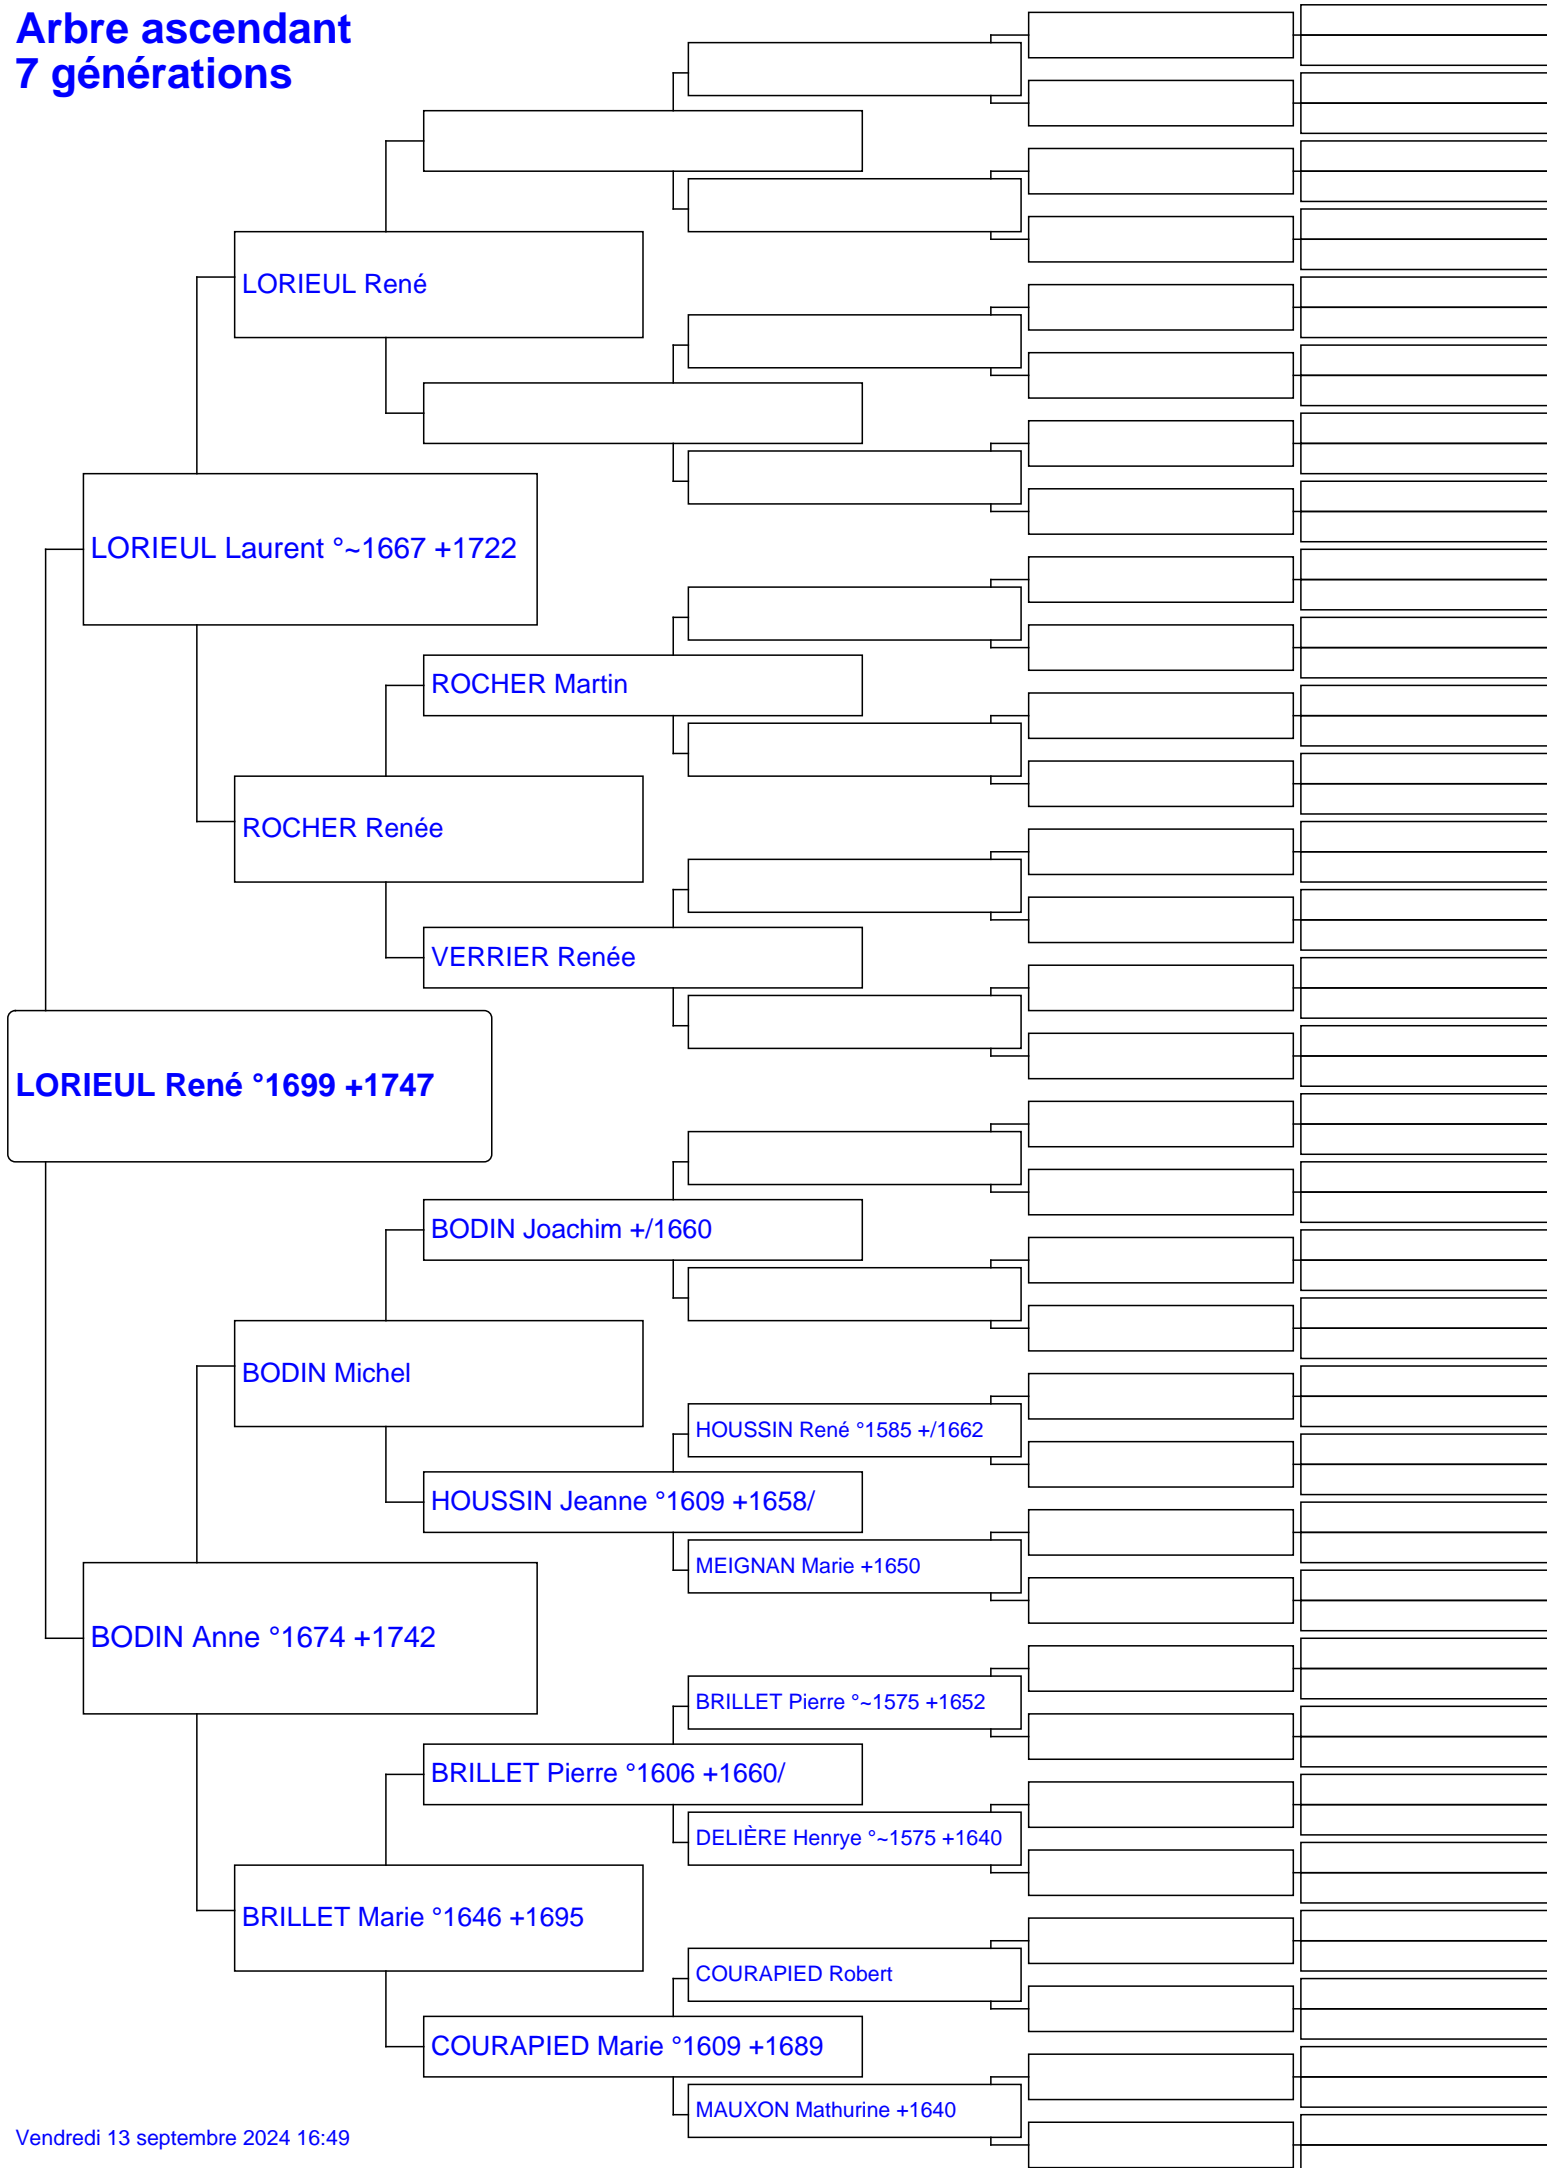 Arbre ascendant
7 générations
LORIEUL René
LORIEUL Laurent °~1667 +1722
ROCHER Martin
ROCHER Renée
VERRIER Renée
LORIEUL René °1699 +1747
BODIN Joachim +/1660
BODIN Michel
HOUSSIN René °1585 +/1662
HOUSSIN Jeanne °1609 +1658/
MEIGNAN Marie +1650
BODIN Anne °1674 +1742
BRILLET Pierre °~1575 +1652
BRILLET Pierre °1606 +1660/
DELIÈRE Henrye °~1575 +1640
BRILLET Marie °1646 +1695
COURAPIED Robert
COURAPIED Marie °1609 +1689
MAUXON Mathurine +1640
Vendredi 13 septembre 2024 16:49